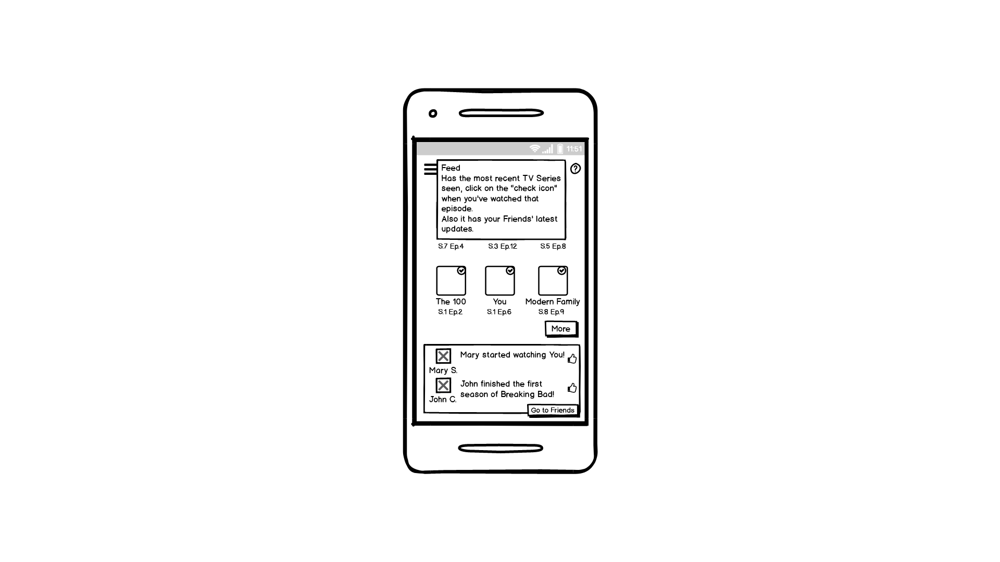 11:51
?
Feed
Has the most recent TV Series
seen, click on the "check icon"
when you've watched that
episode.
Also it has your Friends' latest
updates.
S.7 Ep.4 S.3 Ep.12 S.5 Ep.8
The 100 You Modern Family
S.1 Ep.2 S.1 Ep.6 S.8 Ep.9
More
Mary started watching You!
Mary S.
John finished the first
season of Breaking Bad!
John C.
Go to Friends